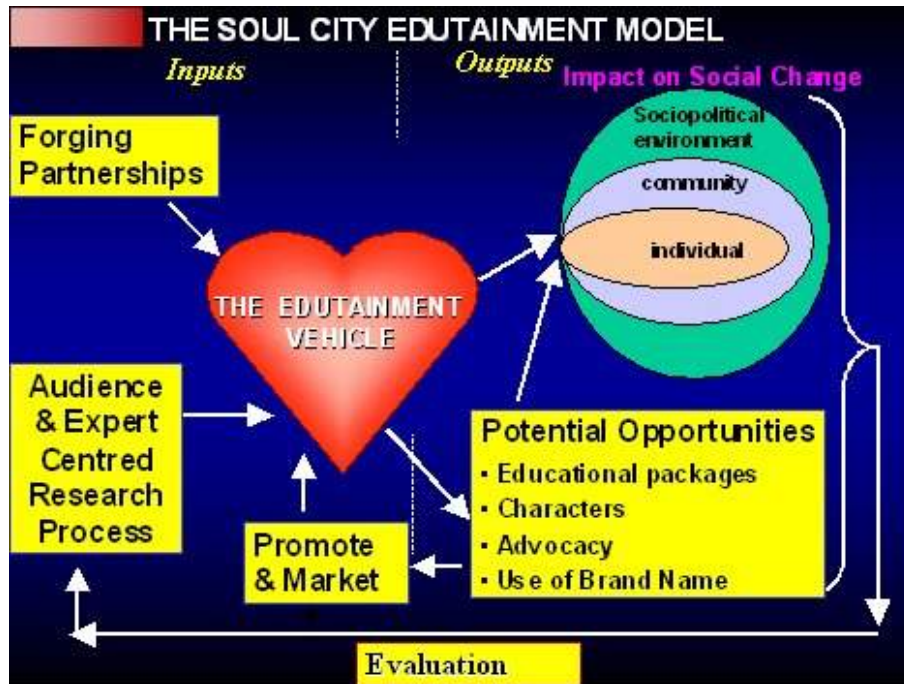 THE SOUL CITY EDUTAINMENT MODEL
Inputs
Outputs
Impact on Social Change
Forging
Partnerships
Sociopolitical
environment
community
individual
THE EDUTAINMENT
VEHICLE
Audience
& Expert
Centred
Research
Process
Potential Opportunities
▪ Educational packages
▪ Characters
▪ Advocacy
▪ Use of Brand Name
Promote
& Market
Evaluation